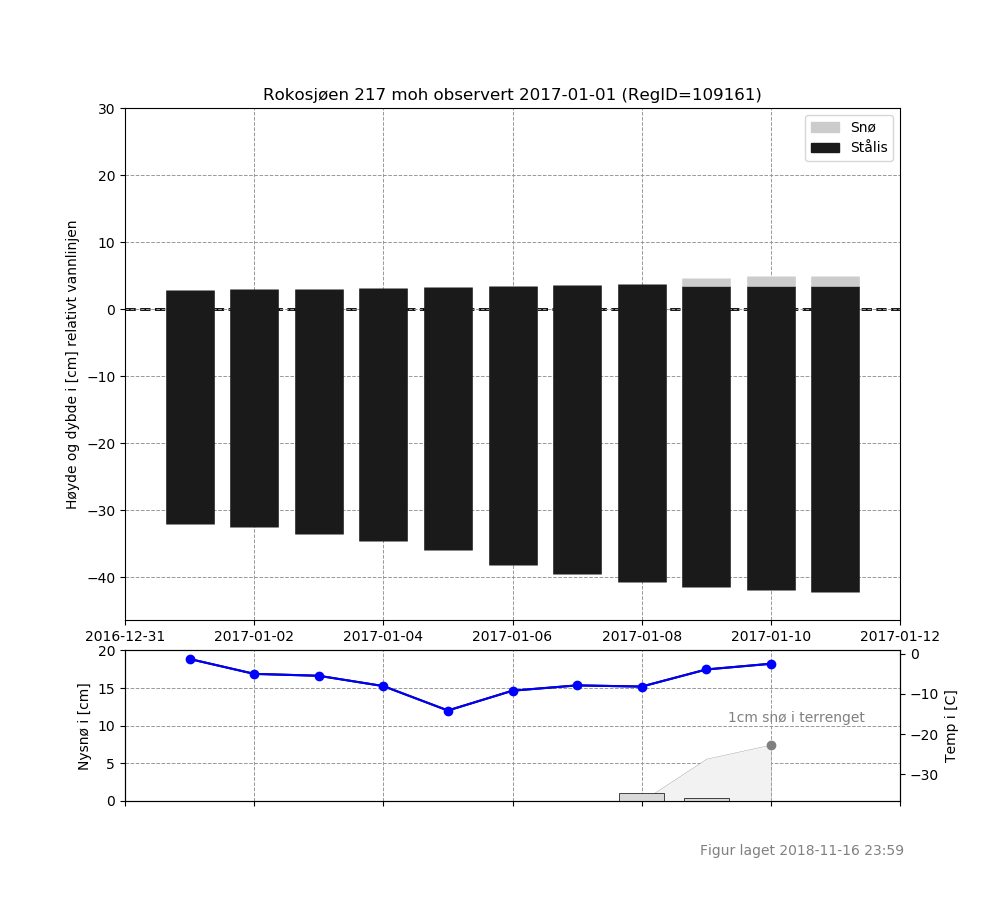 Rokosjøen 217 moh observert 2017-01-01 (RegID=109161)
Snø
Stålis
Høyde og dybde i [cm] relativt vannlinjen
30
20
10
0
−10
−20
−30
−40
2016-12-31 2017-01-02 2017-01-04 2017-01-06 2017-01-08 2017-01-10 2017-01-12
Nysnø i [cm]
20
15
10
5
0
1cm snø i terrenget
0
−10
−20
−30
Temp i [C]
Figur laget 2018-11-16 23:59